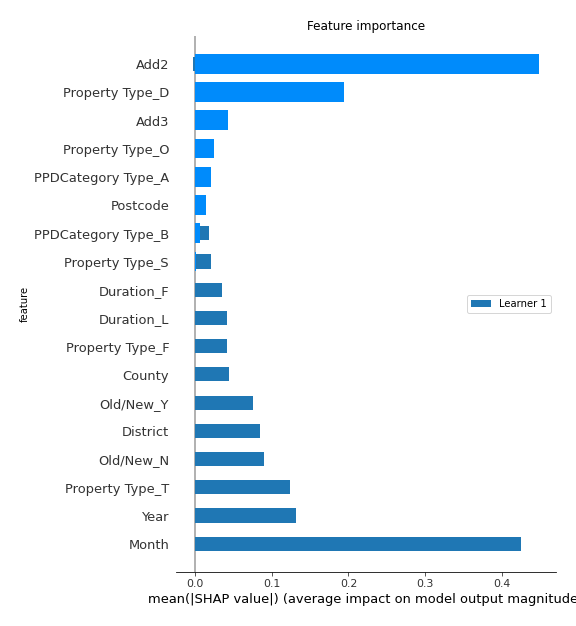 Feature importance
Add2
Property Type_D
Add3
Property Type_O
PPDCategory Type_A
Postcode
PPDCategory Type_B
Property Type_S
Duration_F
Duration_L
Property Type_F
County
Old/New_Y
District
Old/New_N
Property Type_T
Year
Month
feature
Learner 1
0.0 0.1 0.2 0.3 0.4
mean(|SHAP value|) (average impact on model output magnitude